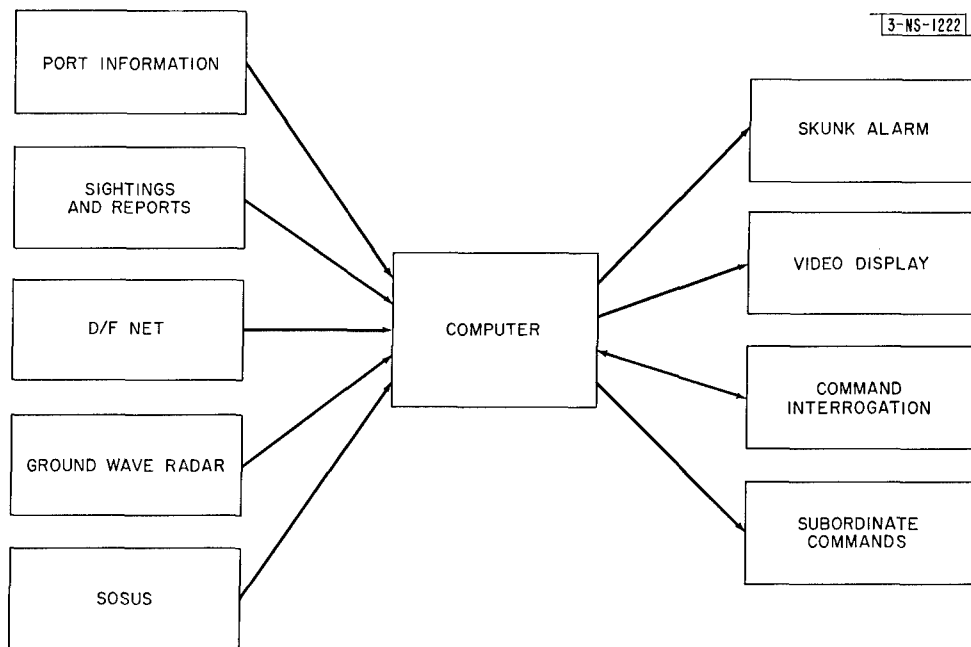 3-NS-1222
PORT INFORMATION
SIGHTINGS
AND REPORTS
D/F NET
GROUND WAVE RADAR
SOSUS
COMPUTER
SKUNK ALARM
VIDEO DISPLAY
COMMAND
INTERROGATION
SUBORDINATE
COMMANDS